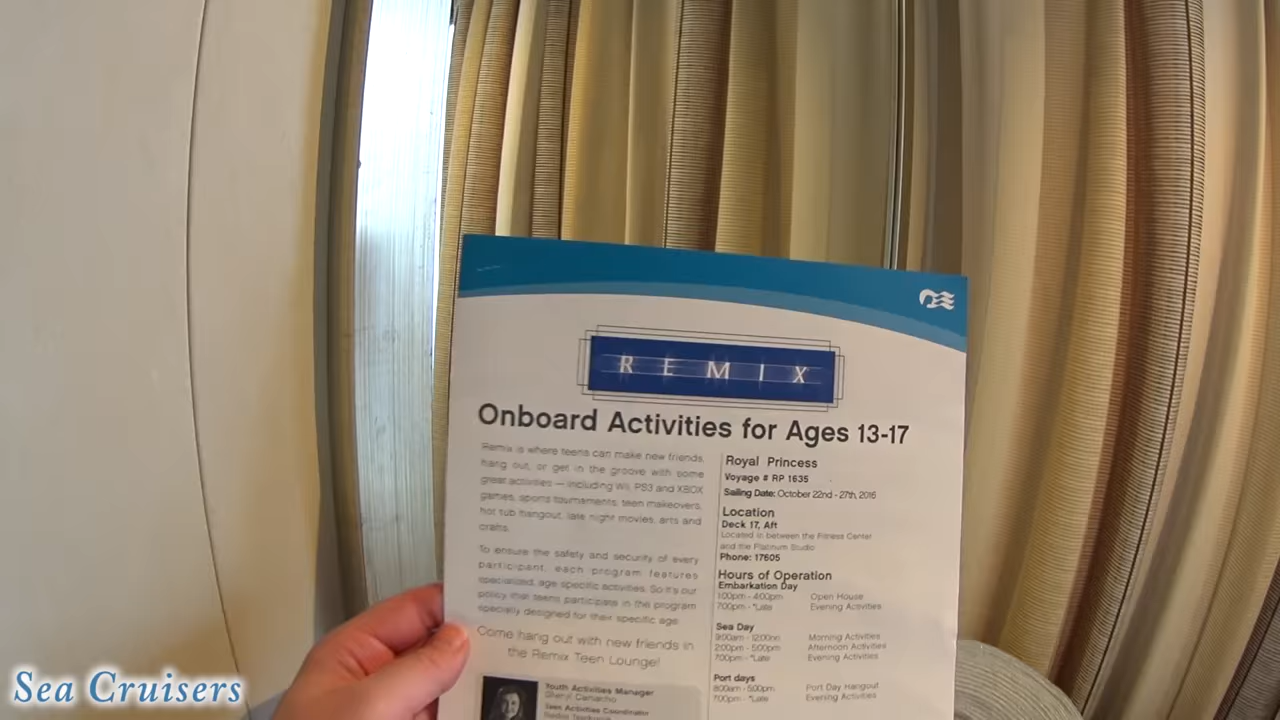 REMIX
Onboard Activities for Ages 13-17
Remix is where teens can make new friends,
hang out, or get in the groove with some
great activities — including Wii, PS3 and XBOX
games, sports tournaments, teen makeovers,
hot tub hangout, late night movies, arts and
crafts.
To ensure the safety and security of every
participant, each program features
specialized, age specific activities. So it's our
policy that teens participate in the program
specially designed for their specific age.
Come hang out with new friends in
the Remix Teen Lounge!
Youth Activities Manager
Sheryl Camacho
Teen Activities Coordinator
Royal Princess
Voyage # RP 1635
Sailing Date: October 22nd - 27th, 2016
Location
Deck 17, Aft
Located in between the Fitness Center
and the Platinum Studio
Phone: 17605
Hours of Operation
Embarkation Day
1:00pm - 4:00pm Open House
7:00pm - *Late Evening Activities
Sea Day
9:00am - 12:00nn Morning Activities
2:00pm - 5:00pm Afternoon Activities
7:00pm - *Late Evening Activities
Port days
8:00am - 5:00pm Port Day Hangout
7:00pm - *Late Evening Activities
Sea Cruisers